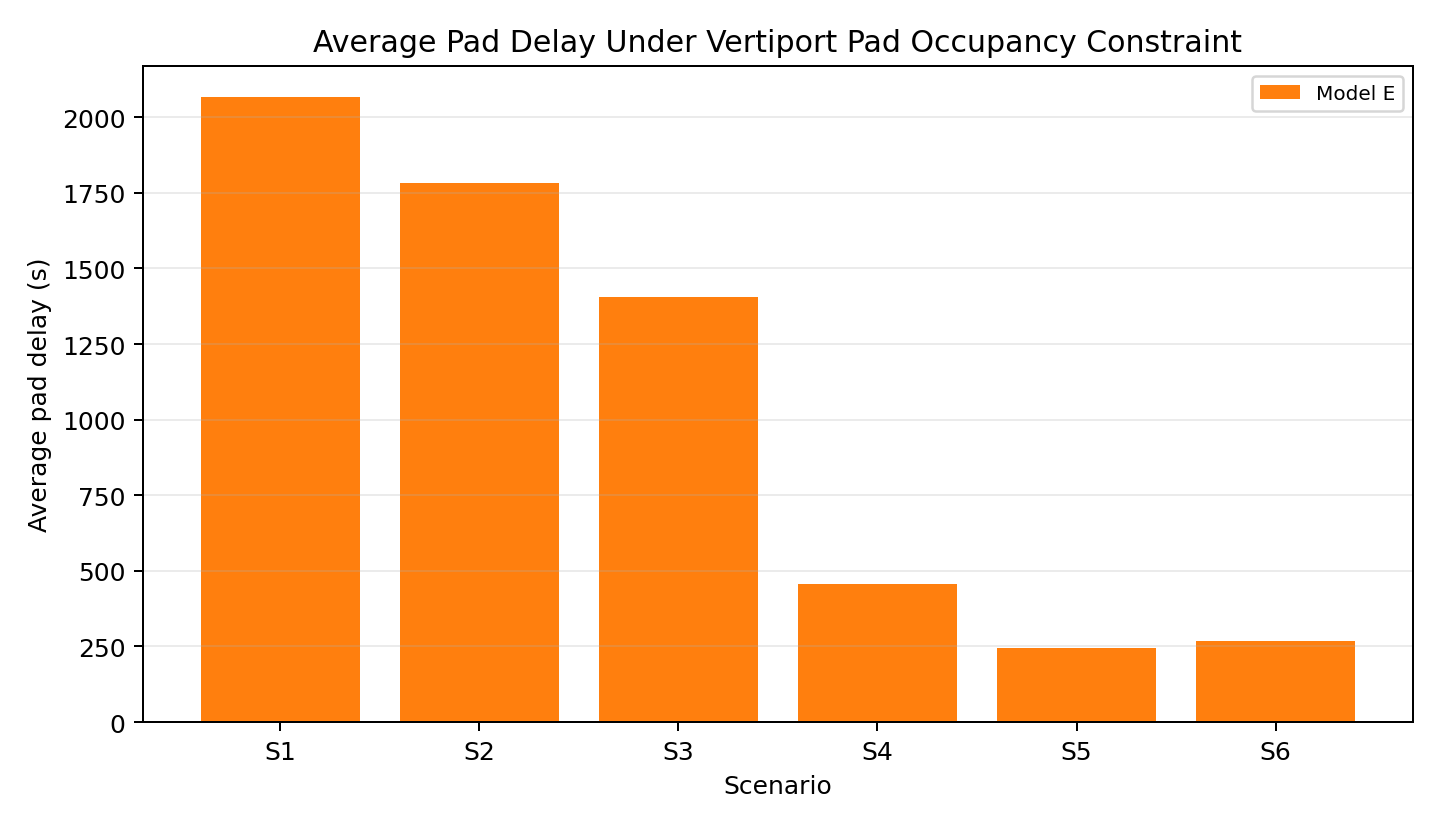 Average Pad Delay Under Vertiport Pad Occupancy Constraint
Model E
Average pad delay (s)
2000
1750
1500
1250
1000
750
500
250
0
S1 S2 S3 S4 S5 S6
Scenario